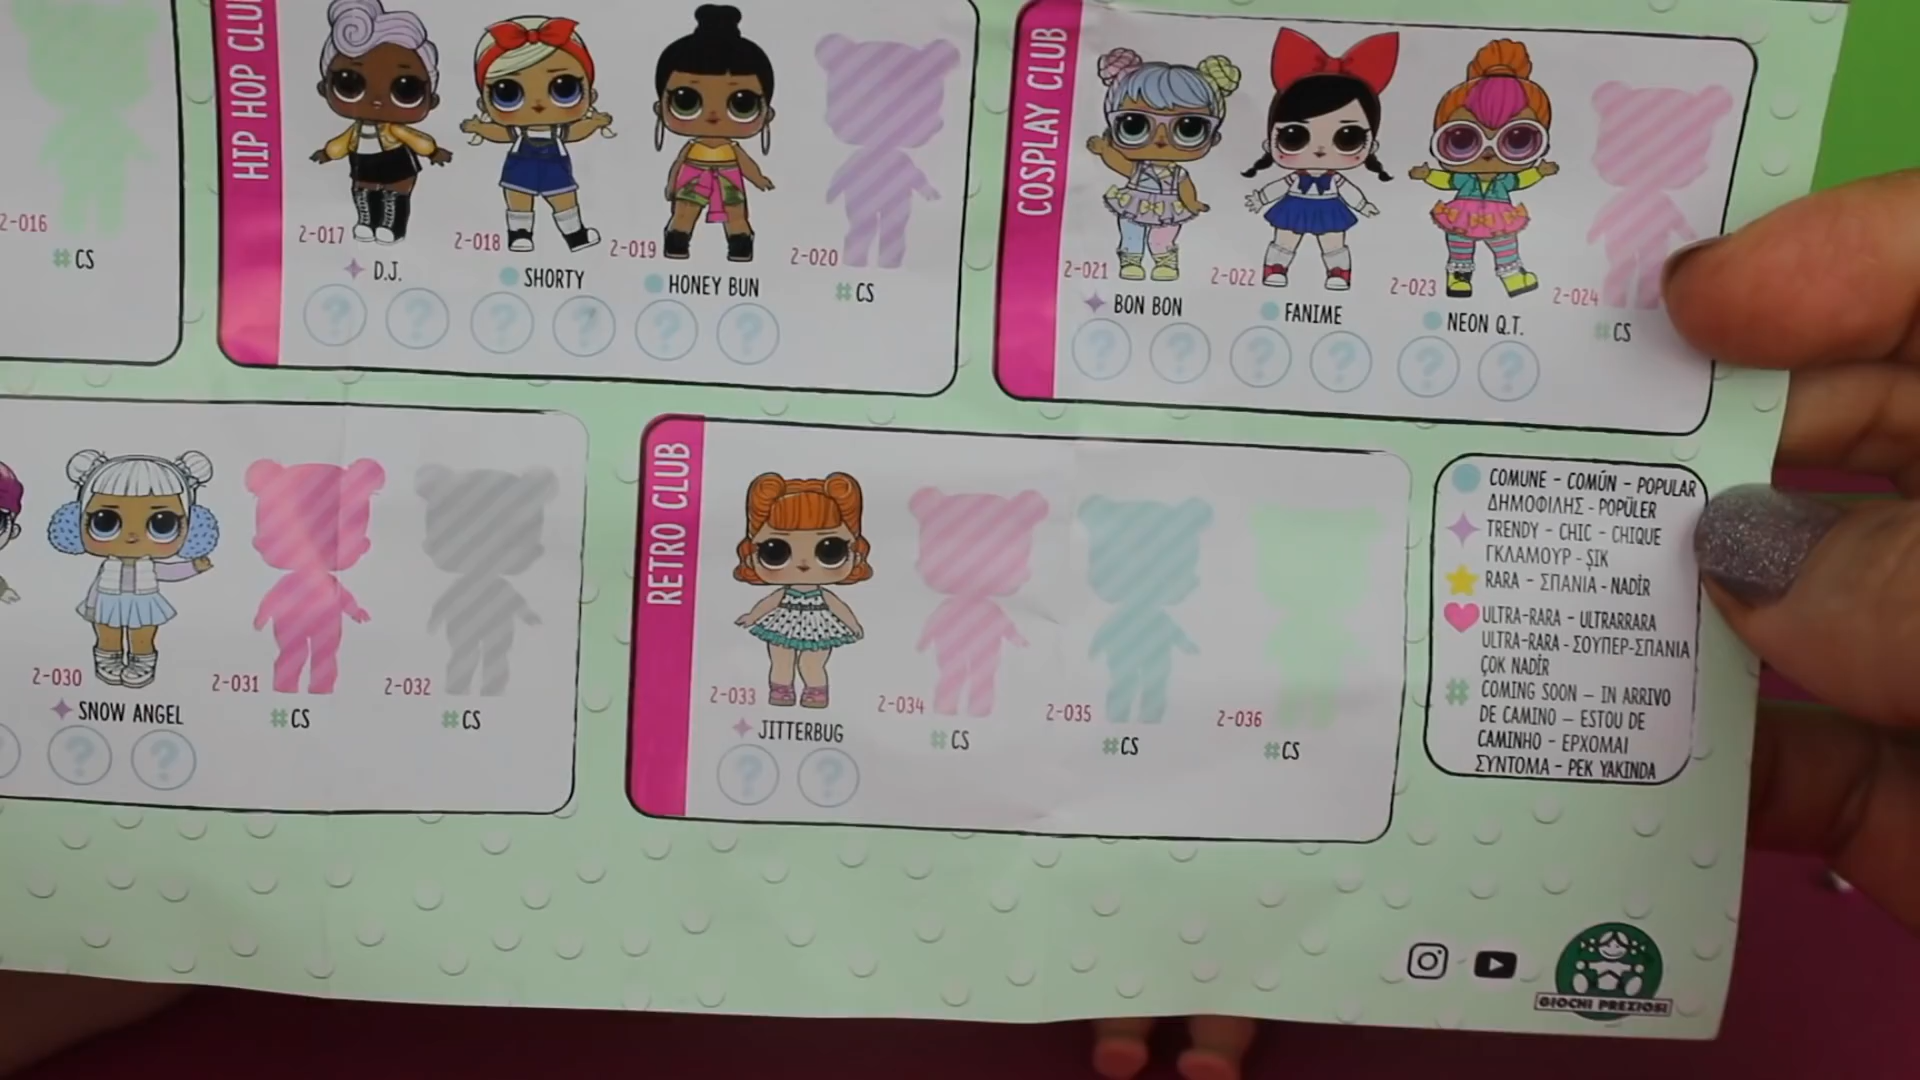 2-016
#CS
HIP HOP CLU
2-017
D.J.
2-018
SHORTY
2-019
HONEY BUN
2-020
#CS
COSPLAY CLUB
2-021
BON BON
2-022
FANIME
2-023
NEON Q.T.
2-024
#CS
2-030
SNOW ANGEL
2-031
#CS
2-032
#CS
RETRO CLUB
2-033
JITTERBUG
2-034
#CS
2-035
#CS
2-036
#CS
COMUNE - COMÚN - POPULAR
ΔΗΜΟΦΙΛΗΣ - POPÜLER
TRENDY - CHIC - CHIQUE
ΓΚΛΑΜΟΥΡ - ŞIK
RARA - ΣΠΑΝΙΑ - NADİR
ULTRA-RARA - ULTRARRARA
ULTRA-RARA - ΣΟΥΠΕΡ-ΣΠΑΝΙΑ
ÇOK NADİR
# COMING SOON – IN ARRIVO
DE CAMINO – ESTOU DE
CAMINHO - ΕΡΧΟΜΑΙ
ΣΥΝΤΟΜΑ - PEK YAKINDA
GIOCHI PREZIOSI